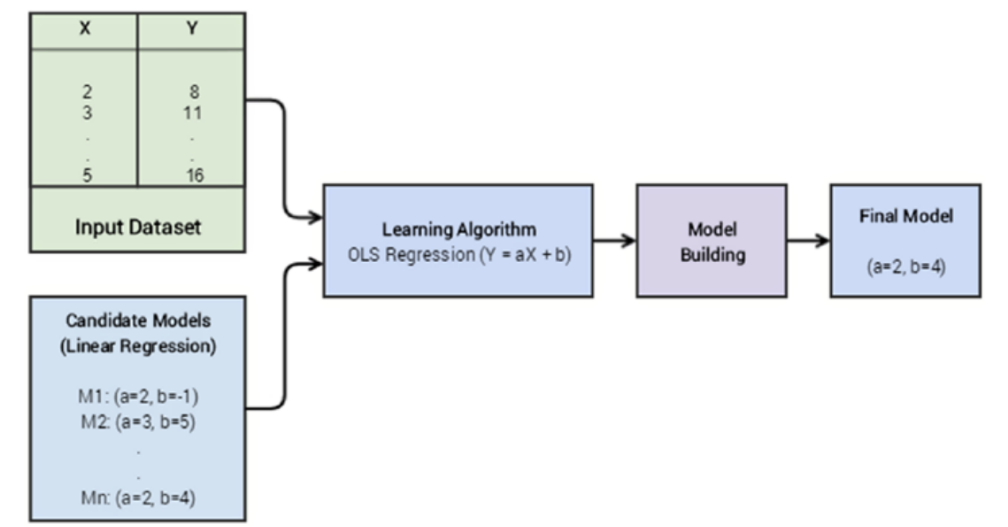 X Y
2 8
3 11
. .
. .
5 16
Input Dataset
Candidate Models
(Linear Regression)
M1: (a=2, b=-1)
M2: (a=3, b=5)
.
.
Mn: (a=2, b=4)
Learning Algorithm
OLS Regression (Y = aX + b)
Model
Building
Final Model
(a=2, b=4)